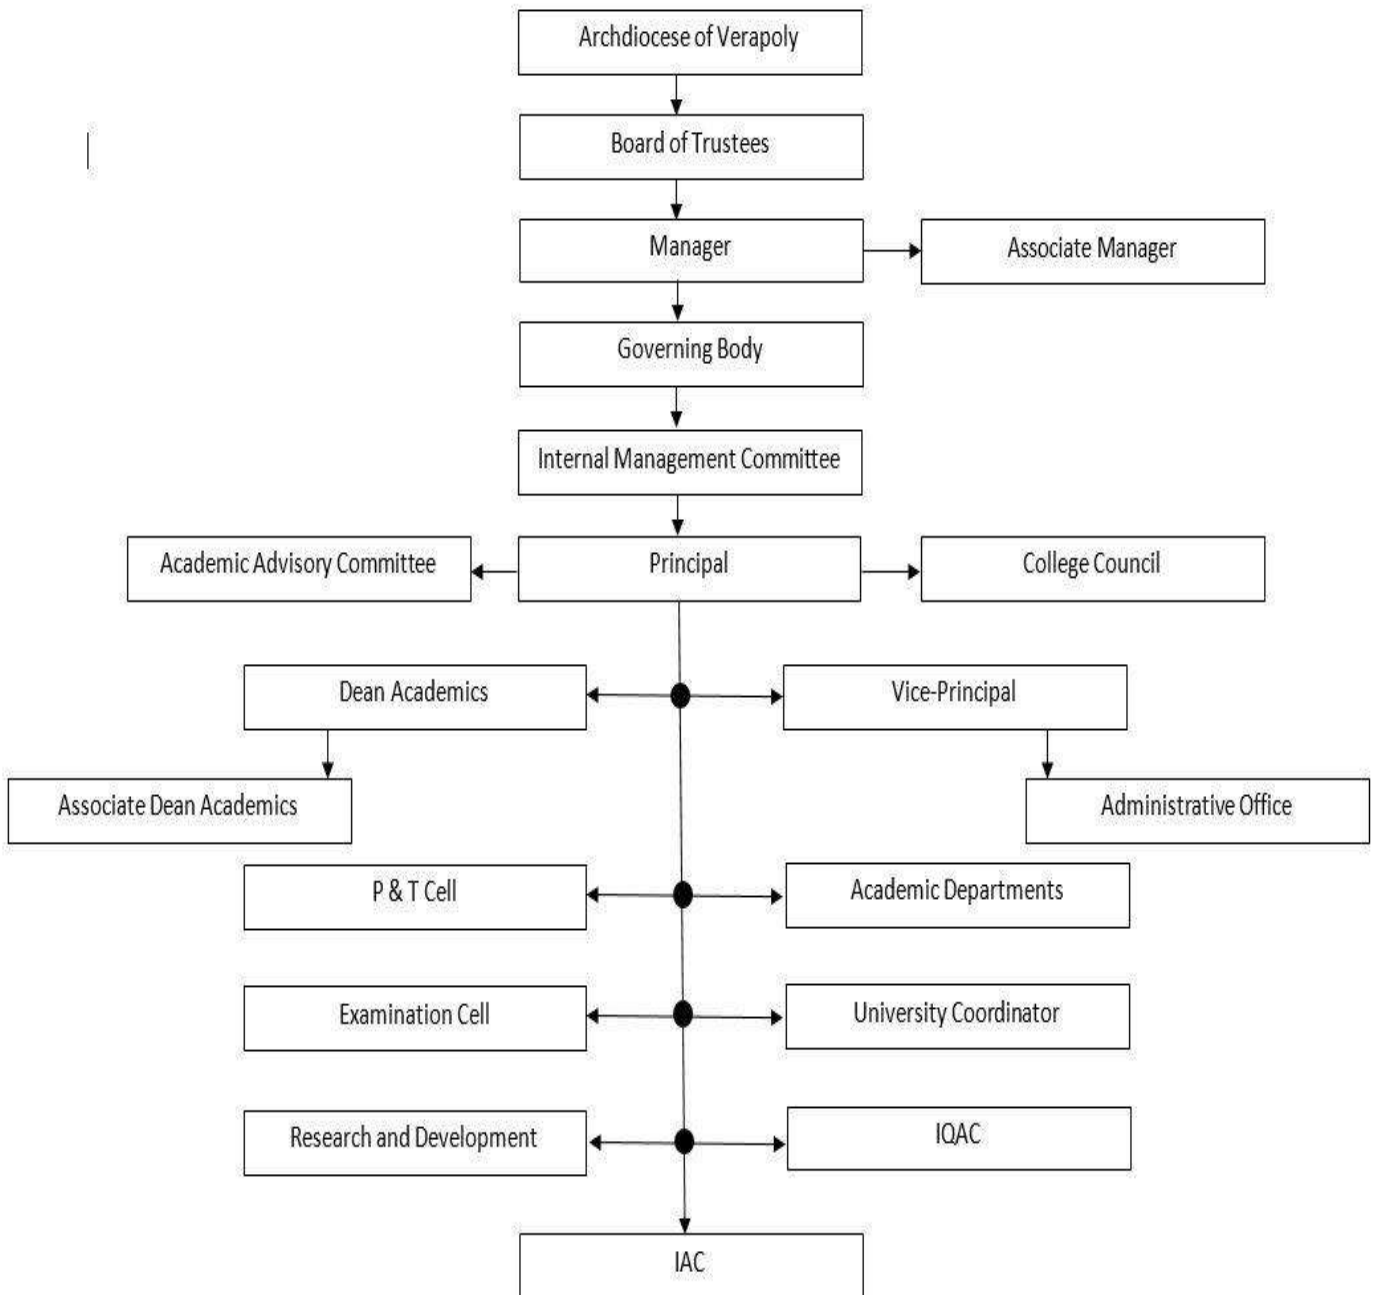 Archdiocese of Verapoly
Board of Trustees
Manager
Associate Manager
Governing Body
Internal Management Committee
Academic Advisory Committee
Principal
College Council
Dean Academics
Vice-Principal
Associate Dean Academics
Administrative Office
P & T Cell
Academic Departments
Examination Cell
University Coordinator
Research and Development
IQAC
IAC